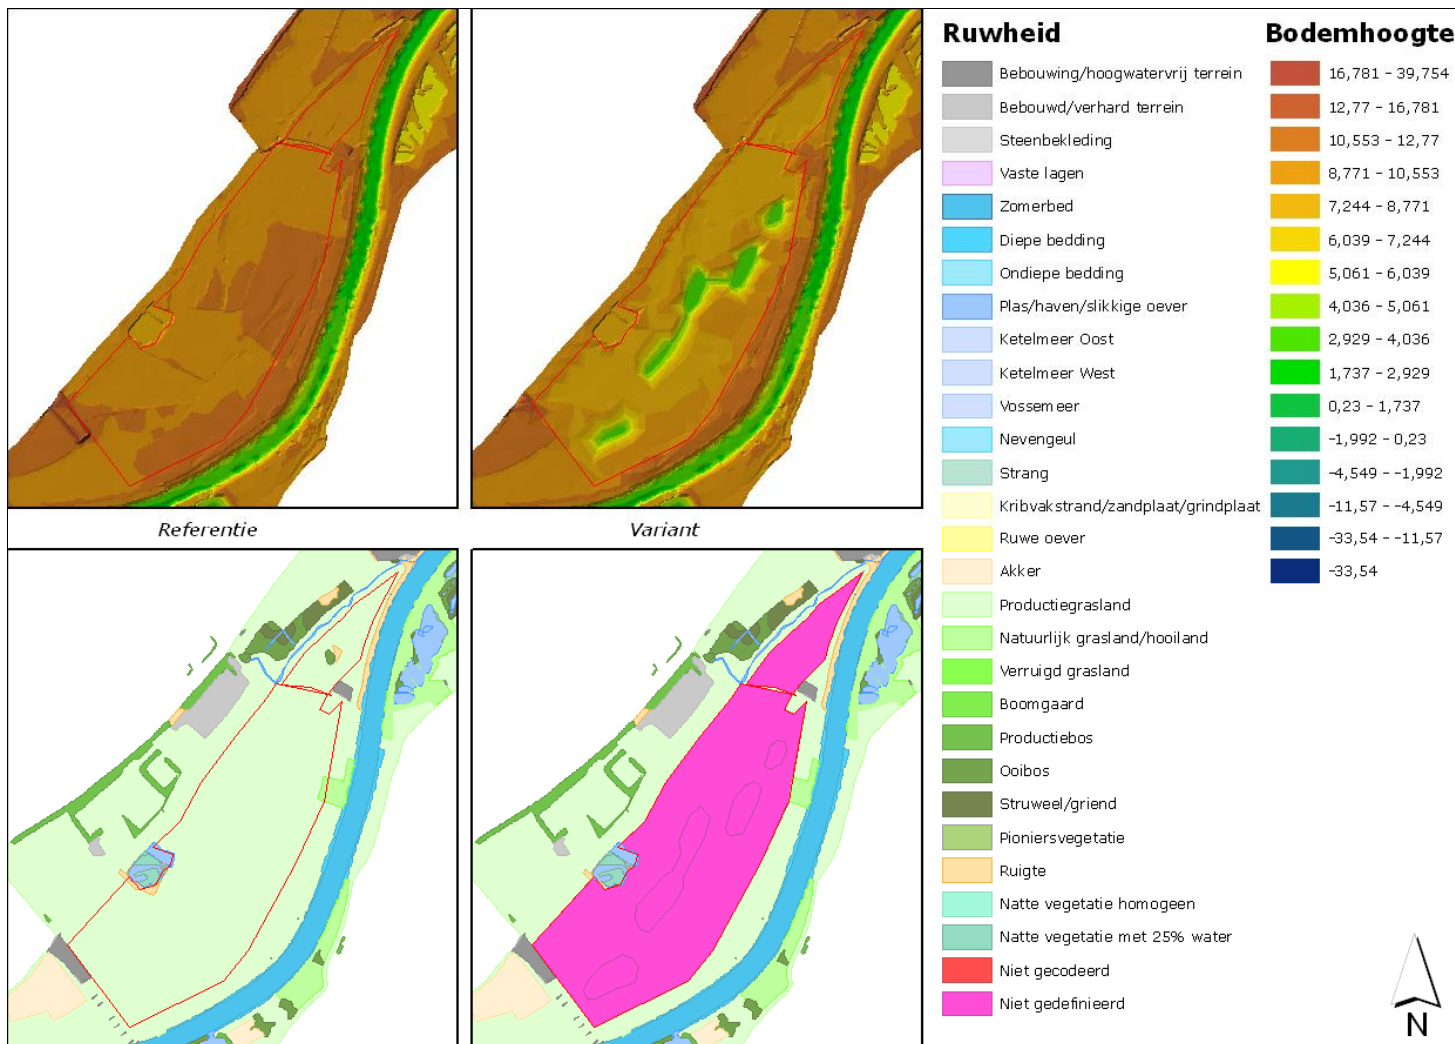 Referentie
Variant
Ruwheid
Bebouwing/hoogwatervrij terrein
Bebouwd/verhard terrein
Steenbekleding
Vaste lagen
Zomerbed
Diepe bedding
Ondiepe bedding
Plas/haven/slikkige oever
Ketelmeer Oost
Ketelmeer West
Vossemeer
Nevengeul
Strang
Kribvakstrand/zandplaat/grindplaat
Ruwe oever
Akker
Productiegrasland
Natuurlijk grasland/hooiland
Verruigd grasland
Boomgaard
Productiebos
Ooibos
Struweel/griend
Pioniersvegetatie
Ruigte
Natte vegetatie homogeen
Natte vegetatie met 25% water
Niet gecodeerd
Niet gedefinieerd
Bodemhoogte
16,781 - 39,754
12,77 - 16,781
10,553 - 12,77
8,771 - 10,553
7,244 - 8,771
6,039 - 7,244
5,061 - 6,039
4,036 - 5,061
2,929 - 4,036
1,737 - 2,929
0,23 - 1,737
-1,992 - 0,23
-4,549 - -1,992
-11,57 - -4,549
-33,54 - -11,57
-33,54
N